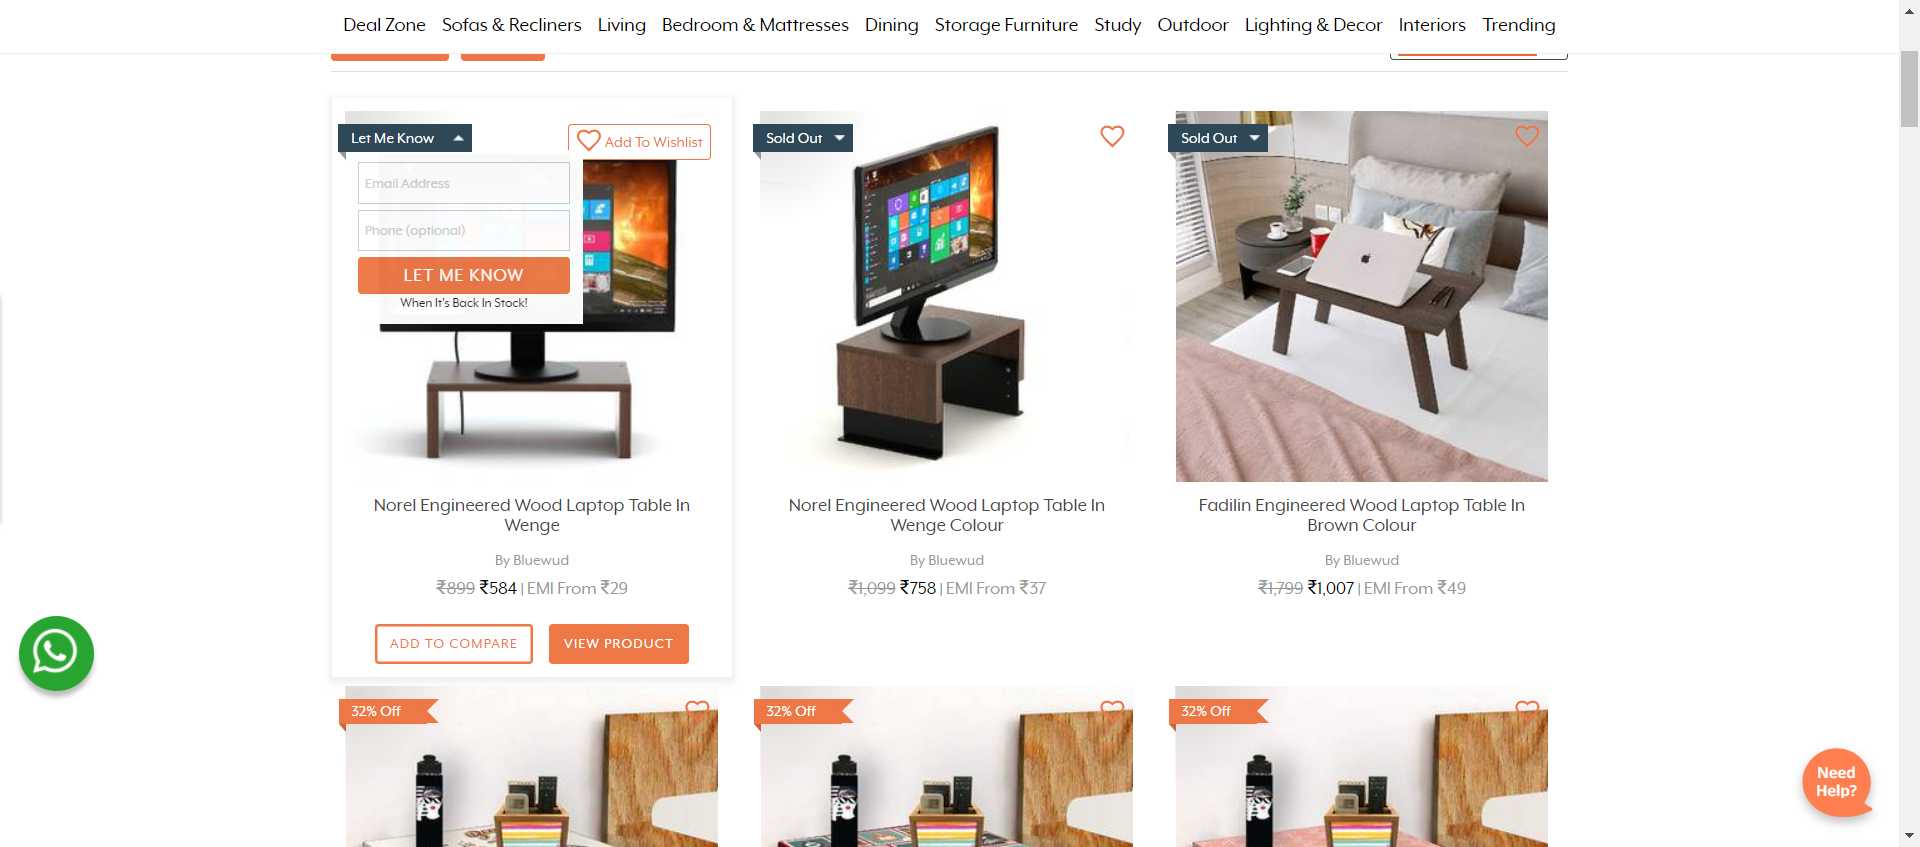 Deal Zone Sofas & Recliners Living Bedroom & Mattresses Dining Storage Furniture Study Outdoor Lighting & Decor Interiors Trending
Let Me Know
Add To Wishlist
Email Address
Phone (optional)
LET ME KNOW
When It's Back In Stock!
Norel Engineered Wood Laptop Table In
Wenge
By Bluewud
₹899 ₹584 | EMI From ₹29
ADD TO COMPARE
VIEW PRODUCT
Sold Out
Norel Engineered Wood Laptop Table In
Wenge Colour
By Bluewud
₹1,099 ₹758 | EMI From ₹37
Sold Out
Fadilin Engineered Wood Laptop Table In
Brown Colour
By Bluewud
₹1,799 ₹1,007 | EMI From ₹49
32% Off
32% Off
32% Off
Need
Help?